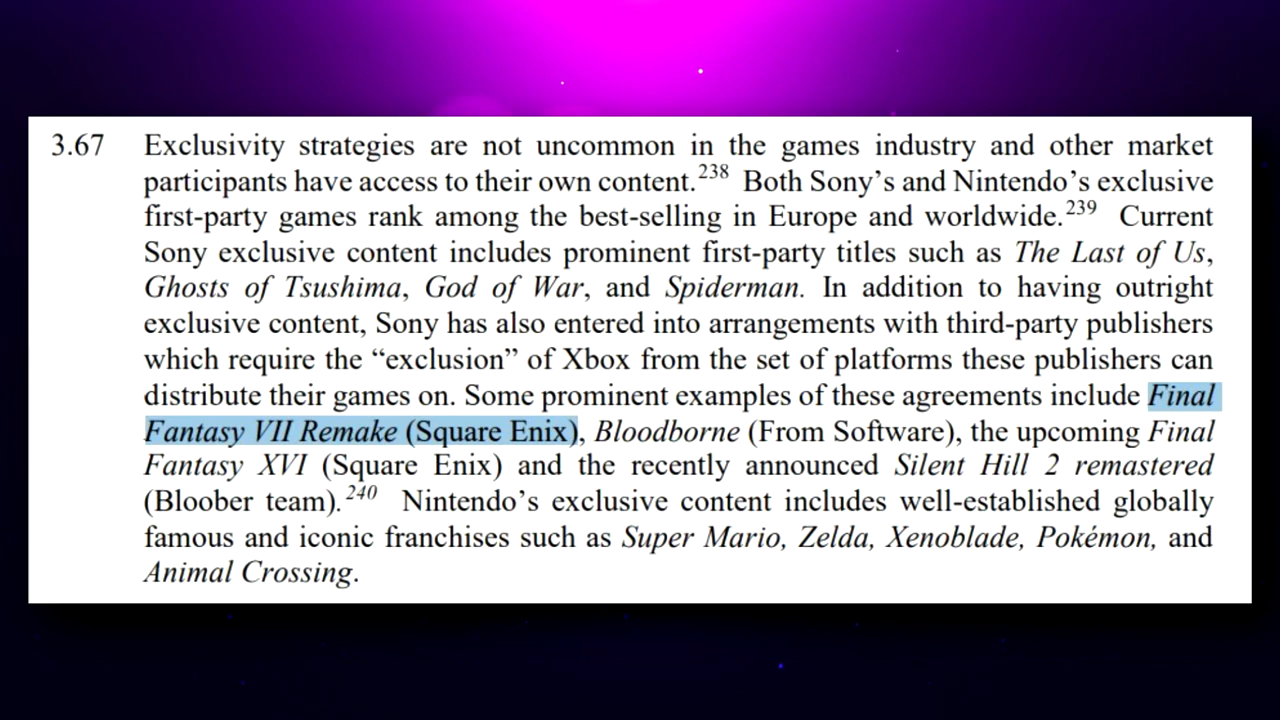 3.67 Exclusivity strategies are not uncommon in the games industry and other market
participants have access to their own content.238 Both Sony’s and Nintendo’s exclusive
first-party games rank among the best-selling in Europe and worldwide.239 Current
Sony exclusive content includes prominent first-party titles such as The Last of Us,
Ghosts of Tsushima, God of War, and Spiderman. In addition to having outright
exclusive content, Sony has also entered into arrangements with third-party publishers
which require the “exclusion” of Xbox from the set of platforms these publishers can
distribute their games on. Some prominent examples of these agreements include Final
Fantasy VII Remake (Square Enix), Bloodborne (From Software), the upcoming Final
Fantasy XVI (Square Enix) and the recently announced Silent Hill 2 remastered
(Bloober team).240 Nintendo’s exclusive content includes well-established globally
famous and iconic franchises such as Super Mario, Zelda, Xenoblade, Pokémon, and
Animal Crossing.